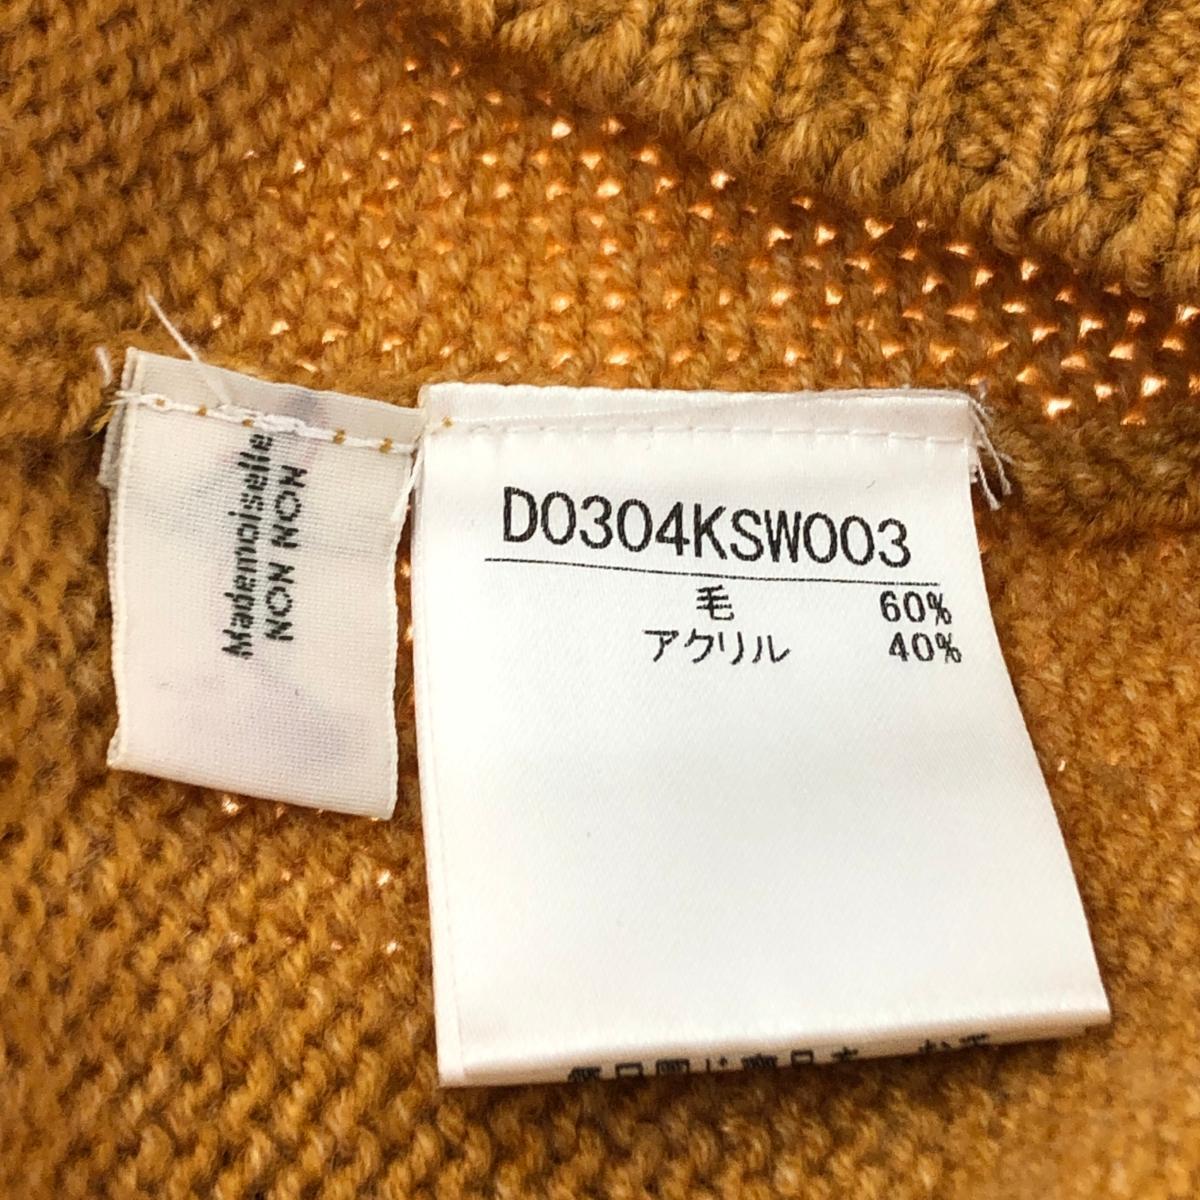 Mademoiselle
NON NON
D0304KSW003
毛 60%
アクリル 40%